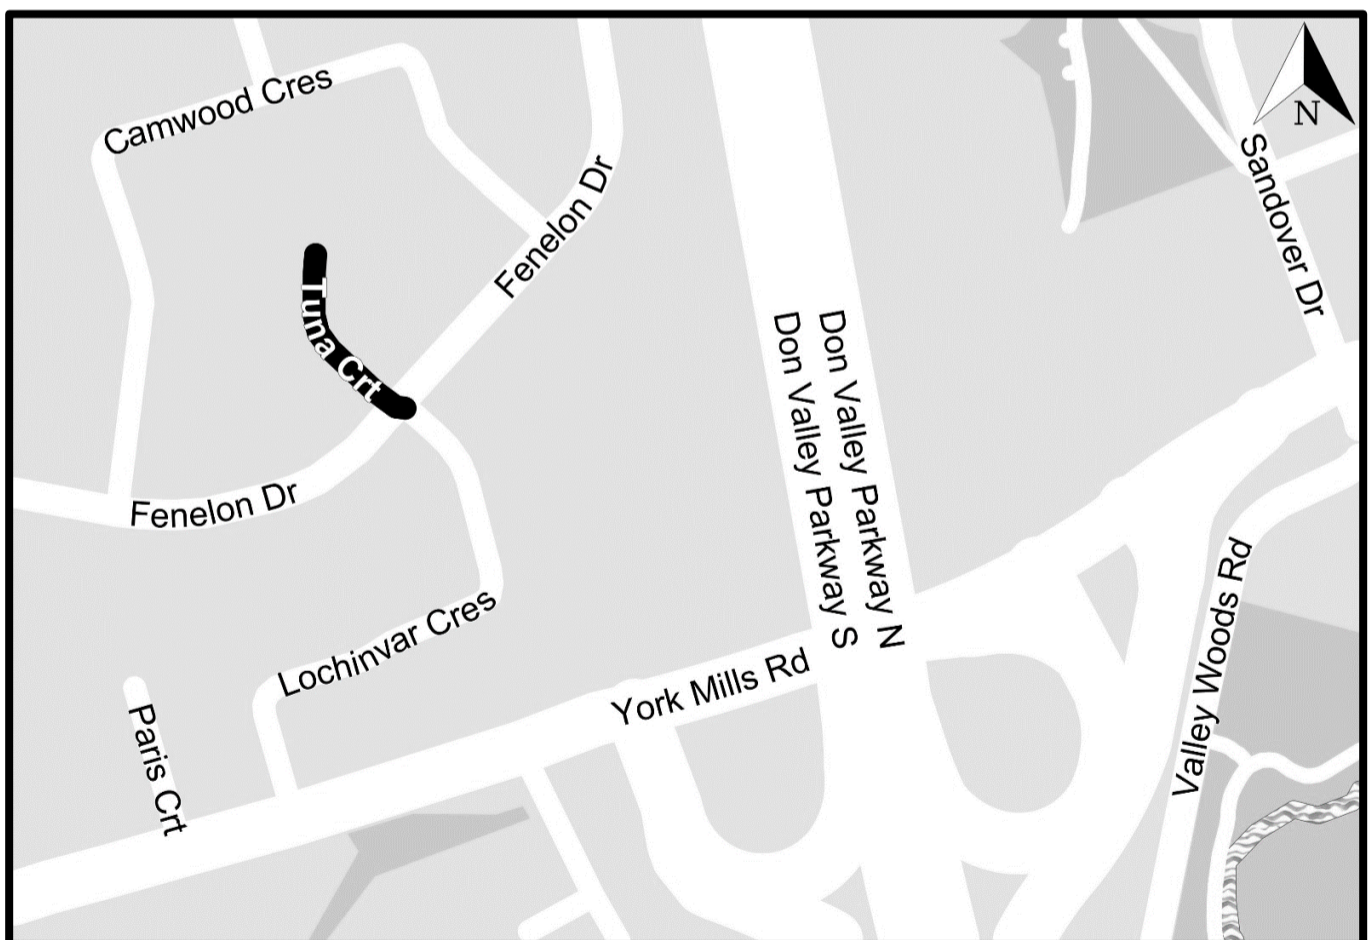 Camwood Cres
N
Sandover Dr
Fenelon Dr
Tuna Crt
Don Valley Parkway N
Don Valley Parkway S
Fenelon Dr
Valley Woods Rd
Lochinvar Cres
York Mills Rd
Paris Crt